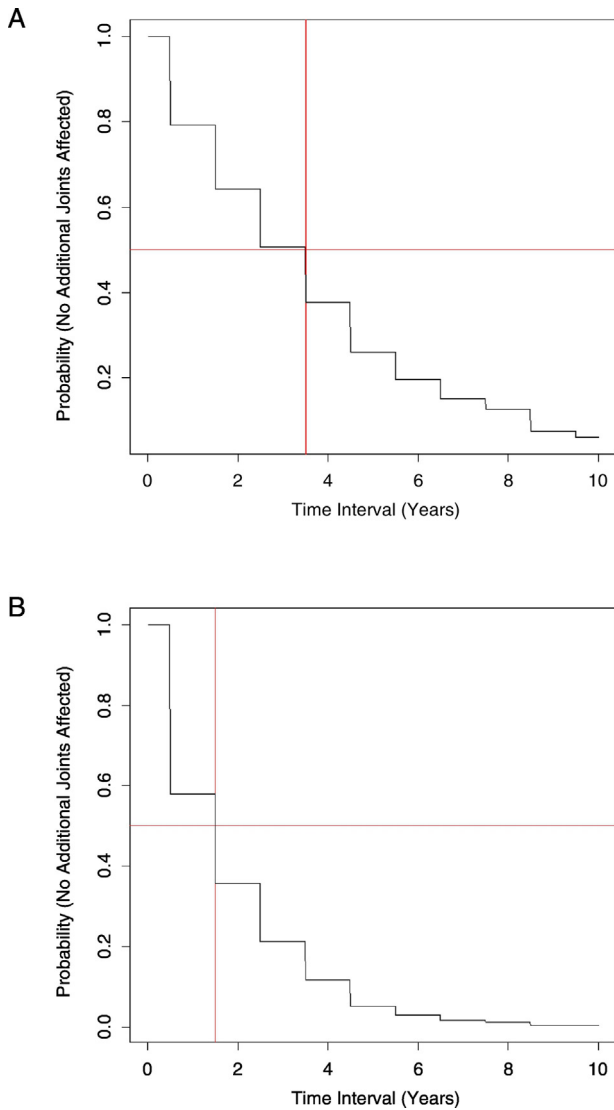 A
Probability (No Additional Joints Affected)
1.0
0.8
0.6
0.4
0.2
0 2 4 6 8 10
Time Interval (Years)
B
Probability (No Additional Joints Affected)
1.0
0.8
0.6
0.4
0.2
0.0
0 2 4 6 8 10
Time Interval (Years)